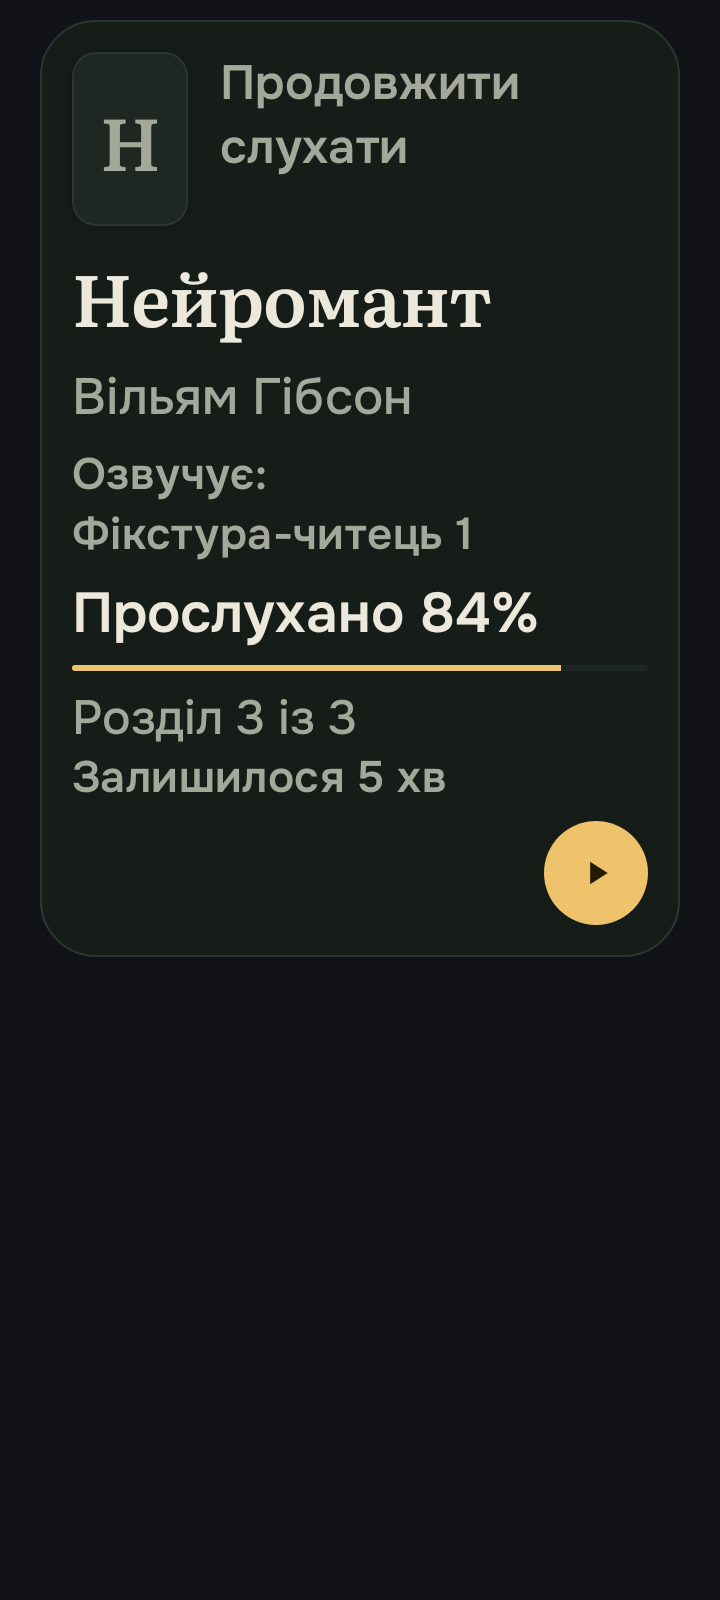 Н
Продовжити
слухати
Нейромант
Вільям Гібсон
Озвучує:
Фікстура-читець 1
Прослухано 84%
Розділ 3 із 3
Залишилося 5 хв